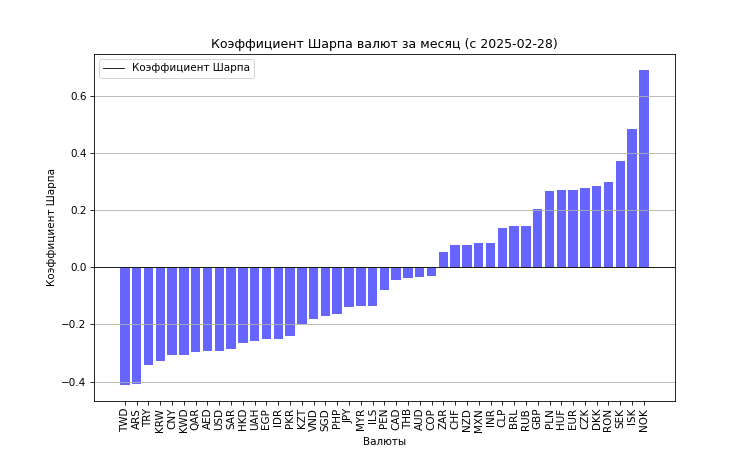 Коэффициент Шарпа валют за месяц (с 2025-02-28)
Коэффициент Шарпа
Коэффициент Шарпа
0.6
0.4
0.2
0.0
−0.2
−0.4
TWD
ARS
TRY
KRW
CNY
KWD
QAR
AED
USD
SAR
HKD
UAH
EGP
IDR
PKR
KZT
VND
SGD
PHP
JPY
MYR
ILS
PEN
CAD
THB
AUD
COP
ZAR
CHF
NZD
MXN
INR
CLP
BRL
RUB
GBP
PLN
HUF
EUR
CZK
DKK
RON
SEK
ISK
NOK
Валюты